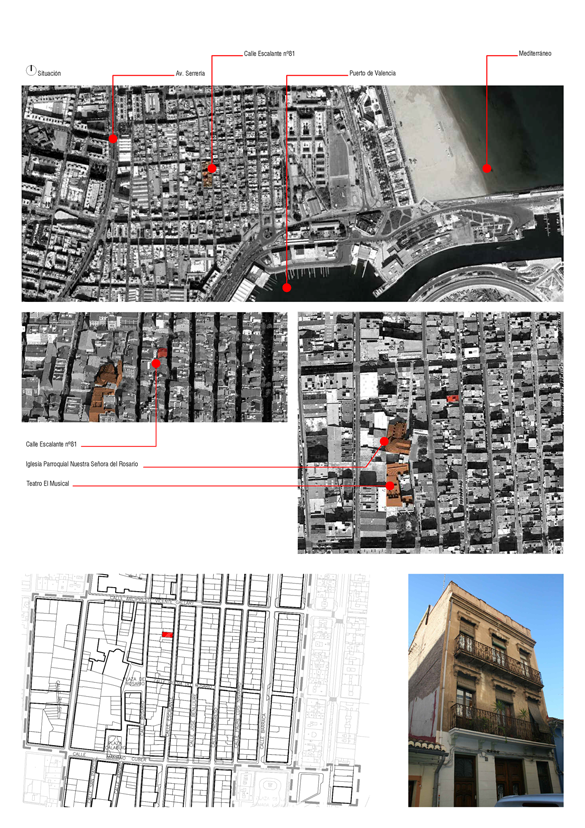 Calle Escalante nº81
Mediterráneo
Situación
Av. Serrería
Puerto de Valencia
Calle Escalante nº81
Iglesia Parroquial Nuestra Señora del Rosario
Teatro El Musical
CALLE